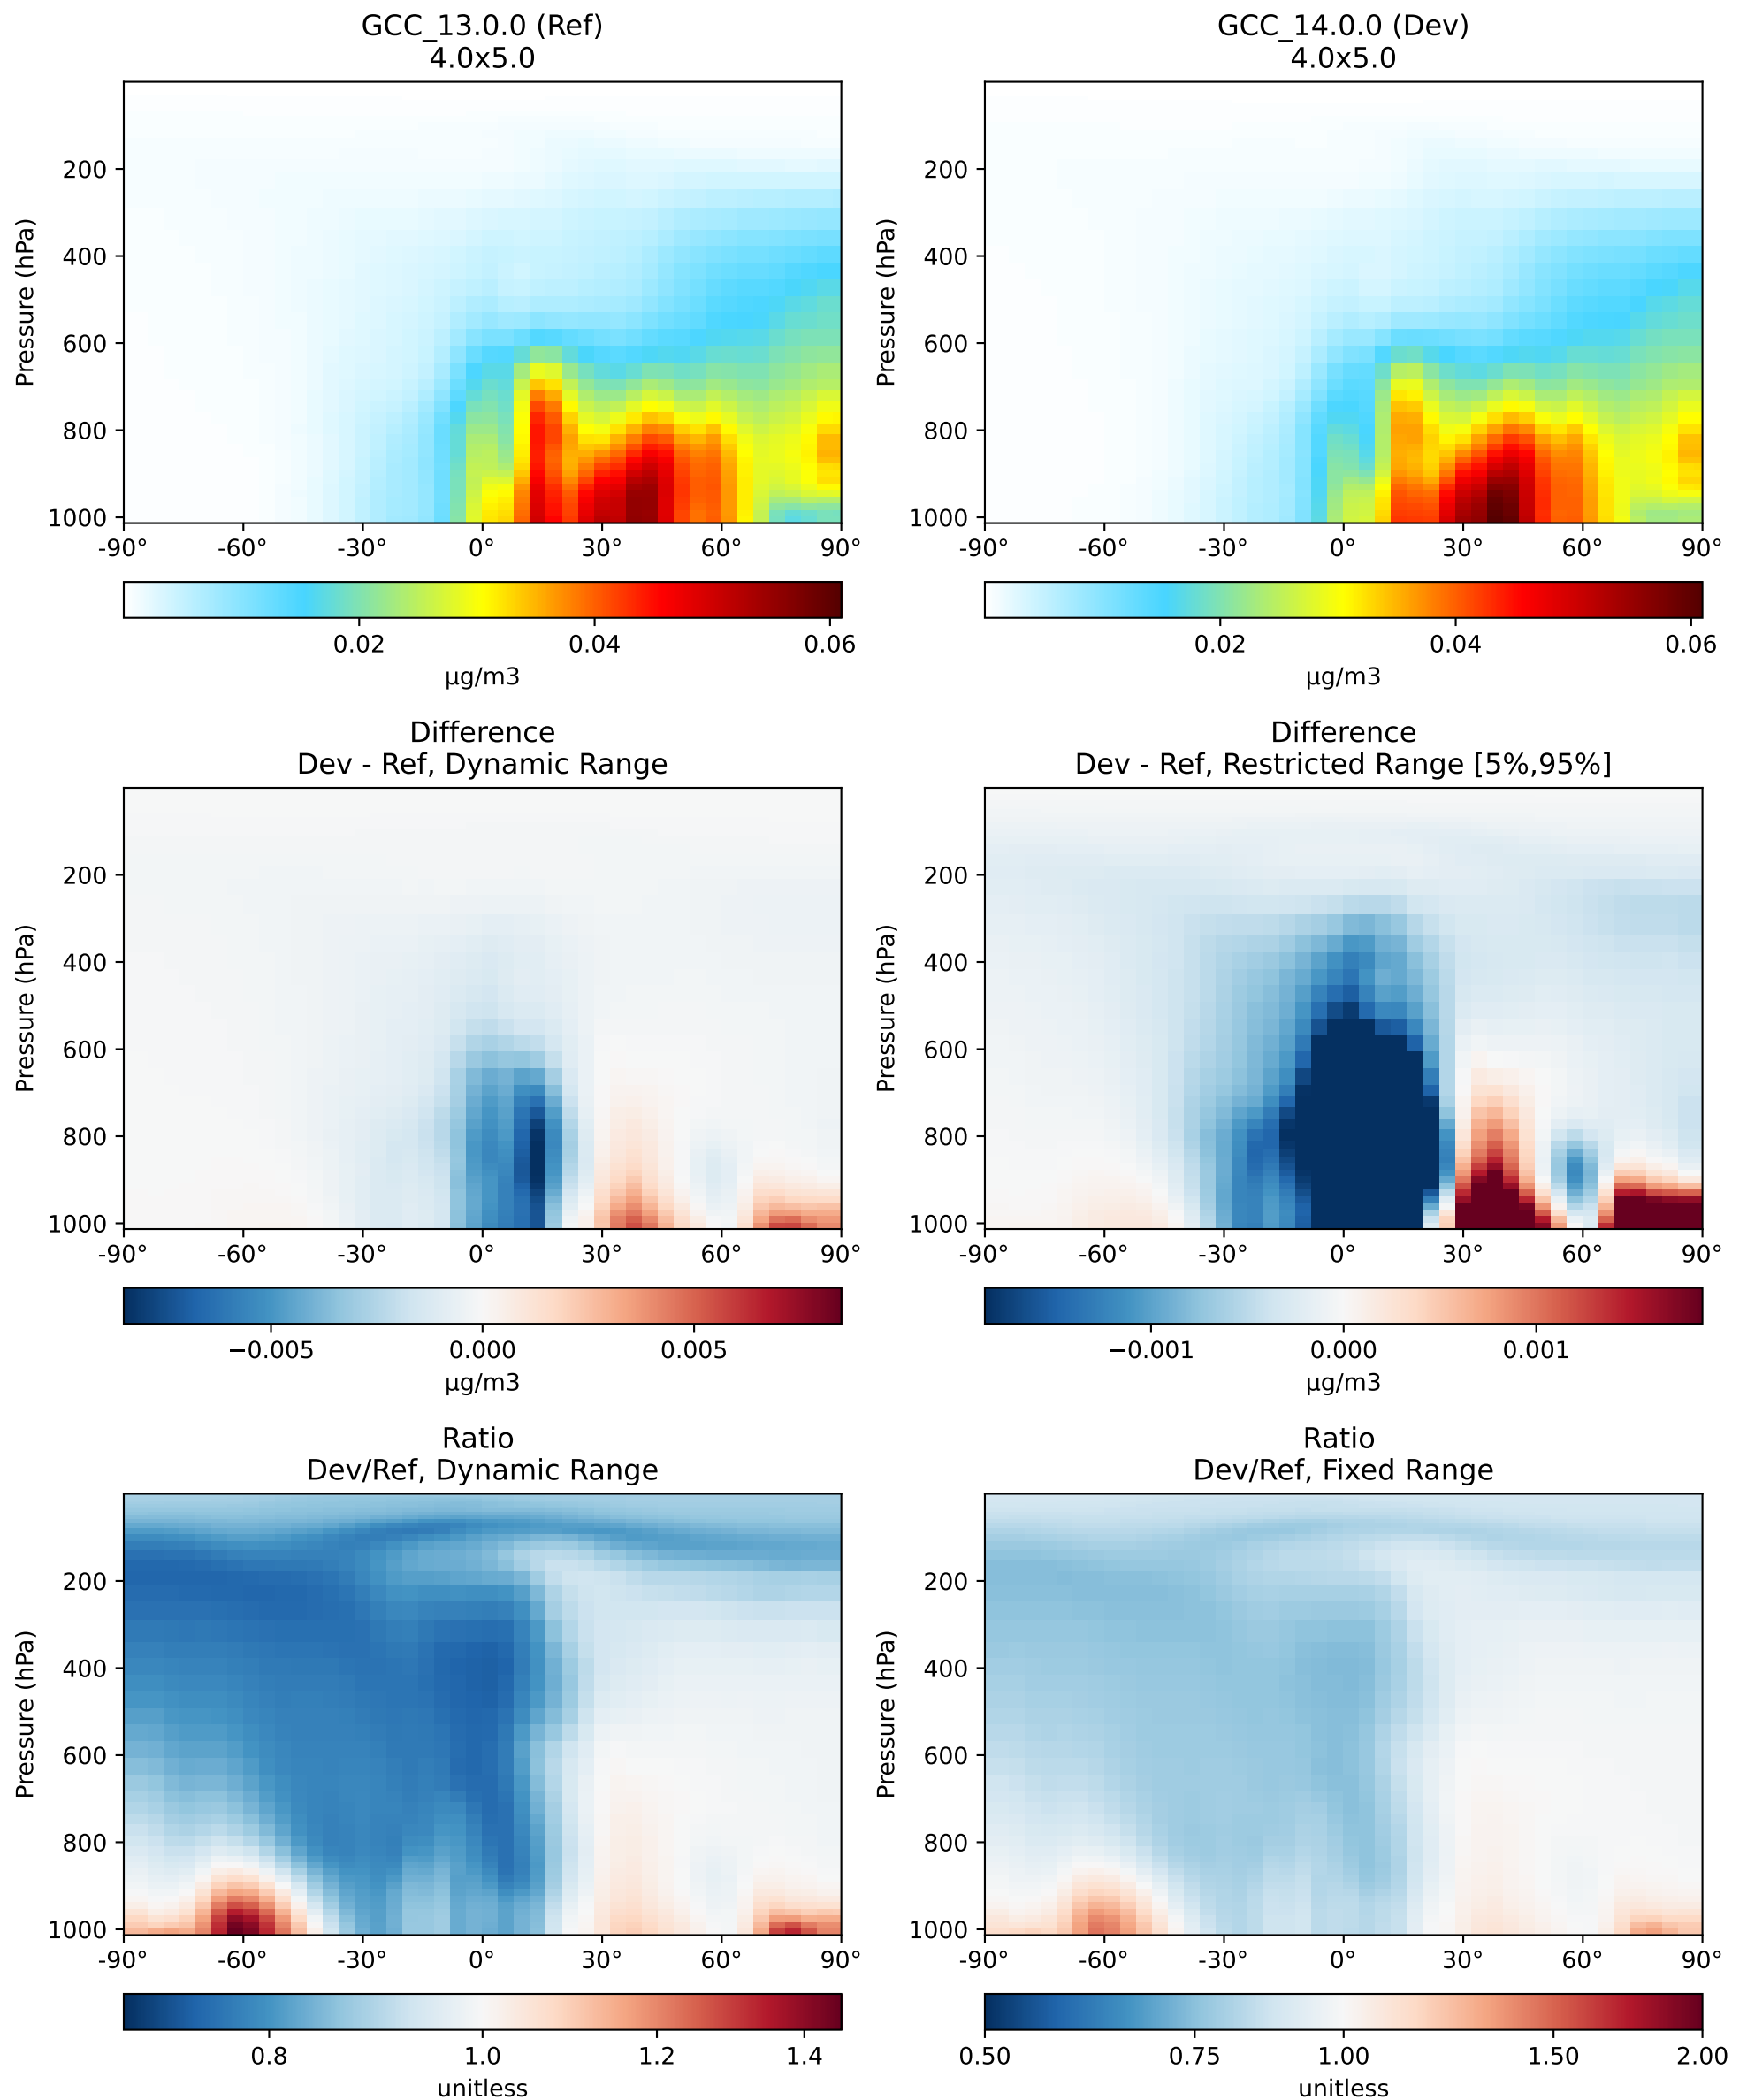 GCC_13.0.0 (Ref)
4.0x5.0
Pressure (hPa)
200
400
600
800
1000
-90° -60° -30° 0° 30° 60° 90°
0.02 0.04 0.06
µg/m3
GCC_14.0.0 (Dev)
4.0x5.0
Pressure (hPa)
200
400
600
800
1000
-90° -60° -30° 0° 30° 60° 90°
0.02 0.04 0.06
µg/m3
Difference
Dev - Ref, Dynamic Range
Pressure (hPa)
200
400
600
800
1000
-90° -60° -30° 0° 30° 60° 90°
−0.005 0.000 0.005
µg/m3
Difference
Dev - Ref, Restricted Range [5%,95%]
Pressure (hPa)
200
400
600
800
1000
-90° -60° -30° 0° 30° 60° 90°
−0.001 0.000 0.001
µg/m3
Ratio
Dev/Ref, Dynamic Range
Pressure (hPa)
200
400
600
800
1000
-90° -60° -30° 0° 30° 60° 90°
0.8 1.0 1.2 1.4
unitless
Ratio
Dev/Ref, Fixed Range
Pressure (hPa)
200
400
600
800
1000
-90° -60° -30° 0° 30° 60° 90°
0.50 0.75 1.00 1.50 2.00
unitless